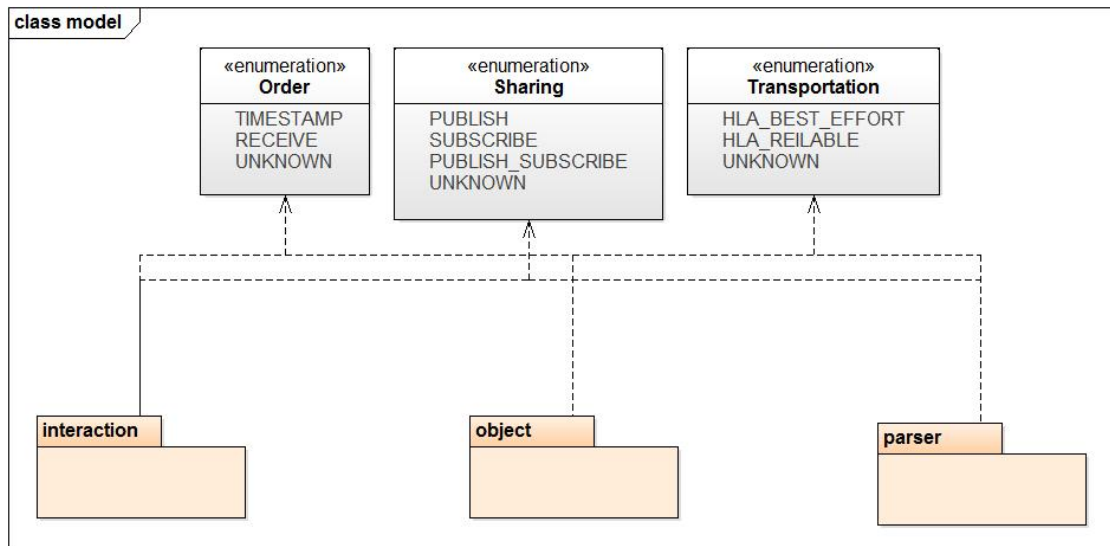 class model
«enumeration»
Order
TIMESTAMP
RECEIVE
UNKNOWN
«enumeration»
Sharing
PUBLISH
SUBSCRIBE
PUBLISH_SUBSCRIBE
UNKNOWN
«enumeration»
Transportation
HLA_BEST_EFFORT
HLA_REILABLE
UNKNOWN
interaction
object
parser